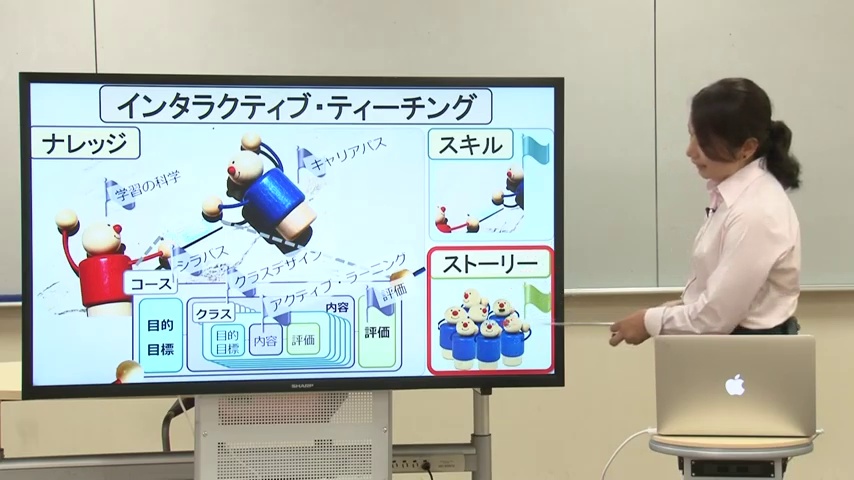 インタラクティブ・ティーチング
ナレッジ
学習の科学
キャリアパス
シラバス
クラスデザイン
アクティブ・ラーニング
評価
コース
目的
目標
クラス
内容
目的
目標
内容
評価
評価
スキル
ストーリー
SHARP